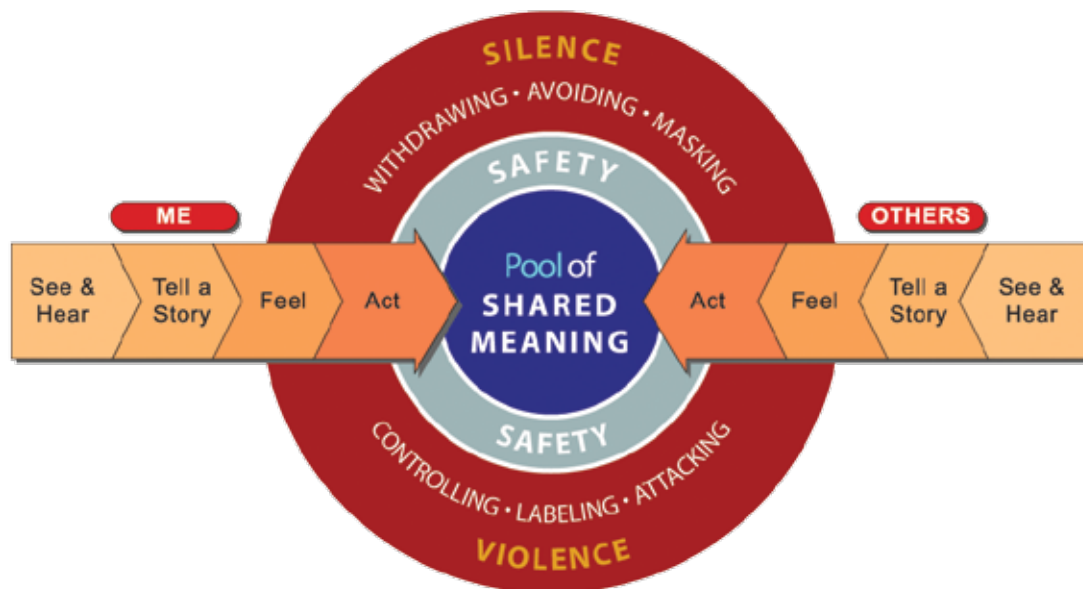 SILENCE
WITHDRAWING • AVOIDING • MASKING
SAFETY
ME
OTHERS
See &
Hear
Tell a
Story
Feel
Act
Pool of
SHARED
MEANING
Act
Feel
Tell a
Story
See &
Hear
SAFETY
CONTROLLING • LABELING • ATTACKING
VIOLENCE